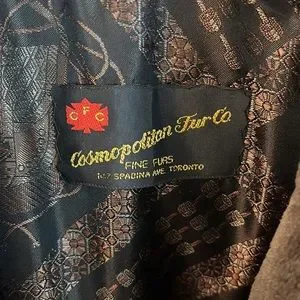 CFC
Cosmopolitan Fur Co
FINE FURS
SPADINA AVE TORONTO